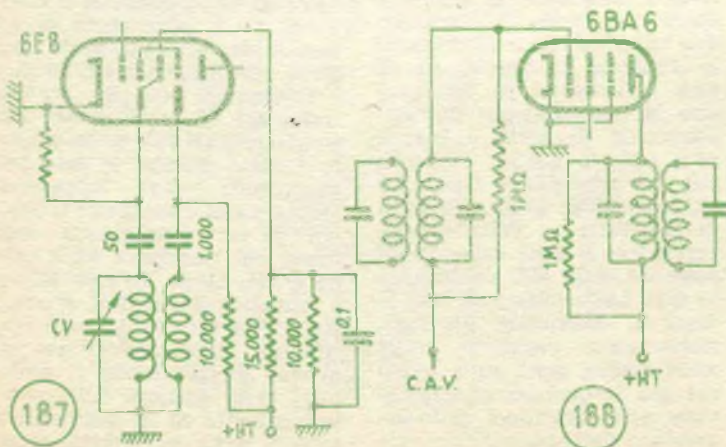 6E8
50
1.000
CV
10.000
15.000
10.000
0.1
+HT
187
6BA6
1MΩ
1MΩ
C.A.V.
+HT
188